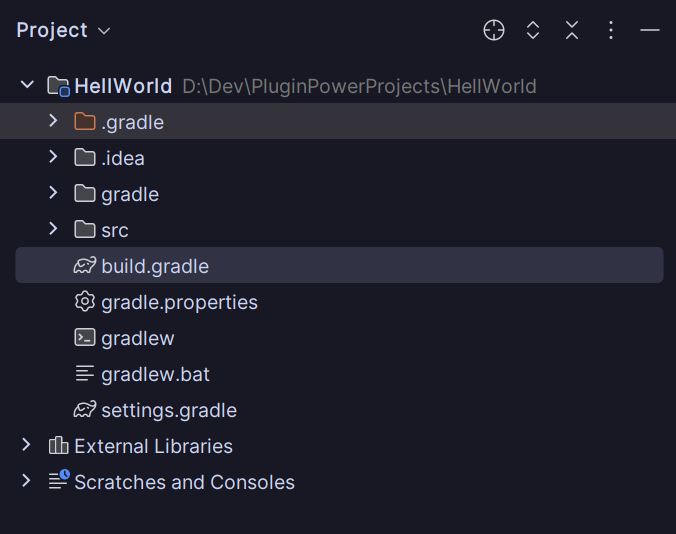 Project
HellWorld D:\Dev\PluginPowerProjects\HellWorld
.gradle
.idea
gradle
src
build.gradle
gradle.properties
gradlew
gradlew.bat
settings.gradle
External Libraries
Scratches and Consoles